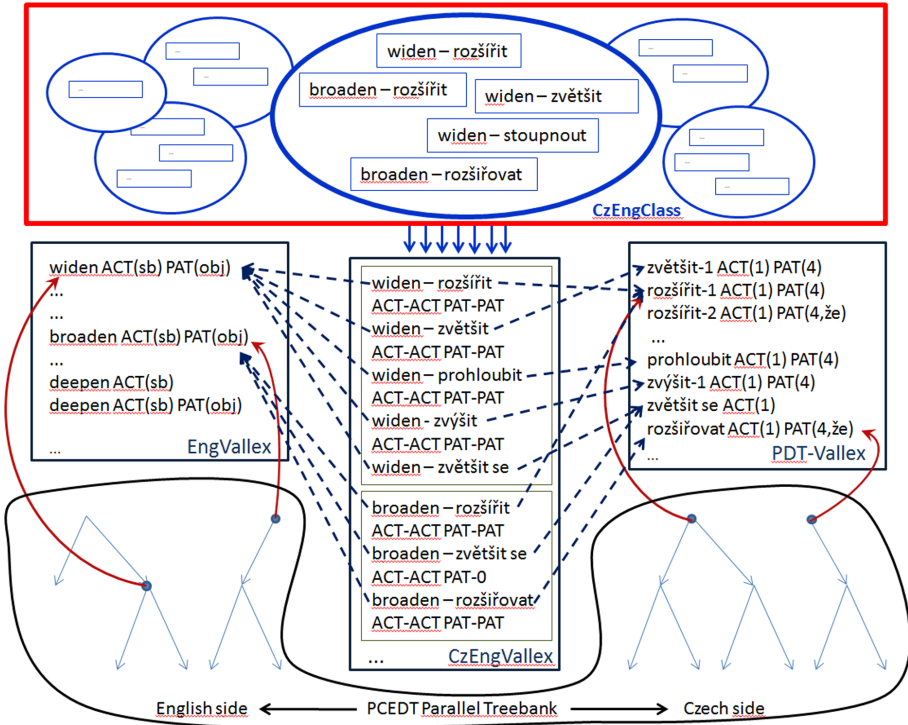 widen – rozšířit
broaden – rozšířit
widen – zvětšit
widen – stoupnout
broaden – rozšiřovat
CzEngClass
widen ACT(sb) PAT(obj)
...
...
broaden ACT(sb) PAT(obj)
...
deepen ACT(sb)
deepen ACT(sb) PAT(obj)
...
EngVallex
widen – rozšířit
ACT-ACT PAT-PAT
widen – zvětšit
ACT-ACT PAT-PAT
widen – prohloubit
ACT-ACT PAT-PAT
widen - zvýšit
ACT-ACT PAT-PAT
widen – zvětšit se
broaden – rozšířit
ACT-ACT PAT-PAT
broaden – zvětšit se
ACT-ACT PAT-0
broaden – rozšiřovat
ACT-ACT PAT-PAT
... CzEngVallex
zvětšit-1 ACT(1) PAT(4)
rozšířit-1 ACT(1) PAT(4)
rozšířit-2 ACT(1) PAT(4,že)
...
prohloubit ACT(1) PAT(4)
zvýšit-1 ACT(1) PAT(4)
zvětšit se ACT(1)
rozšiřovat ACT(1) PAT(4,že)
...
PDT-Vallex
English side
PCEDT Parallel Treebank
Czech side